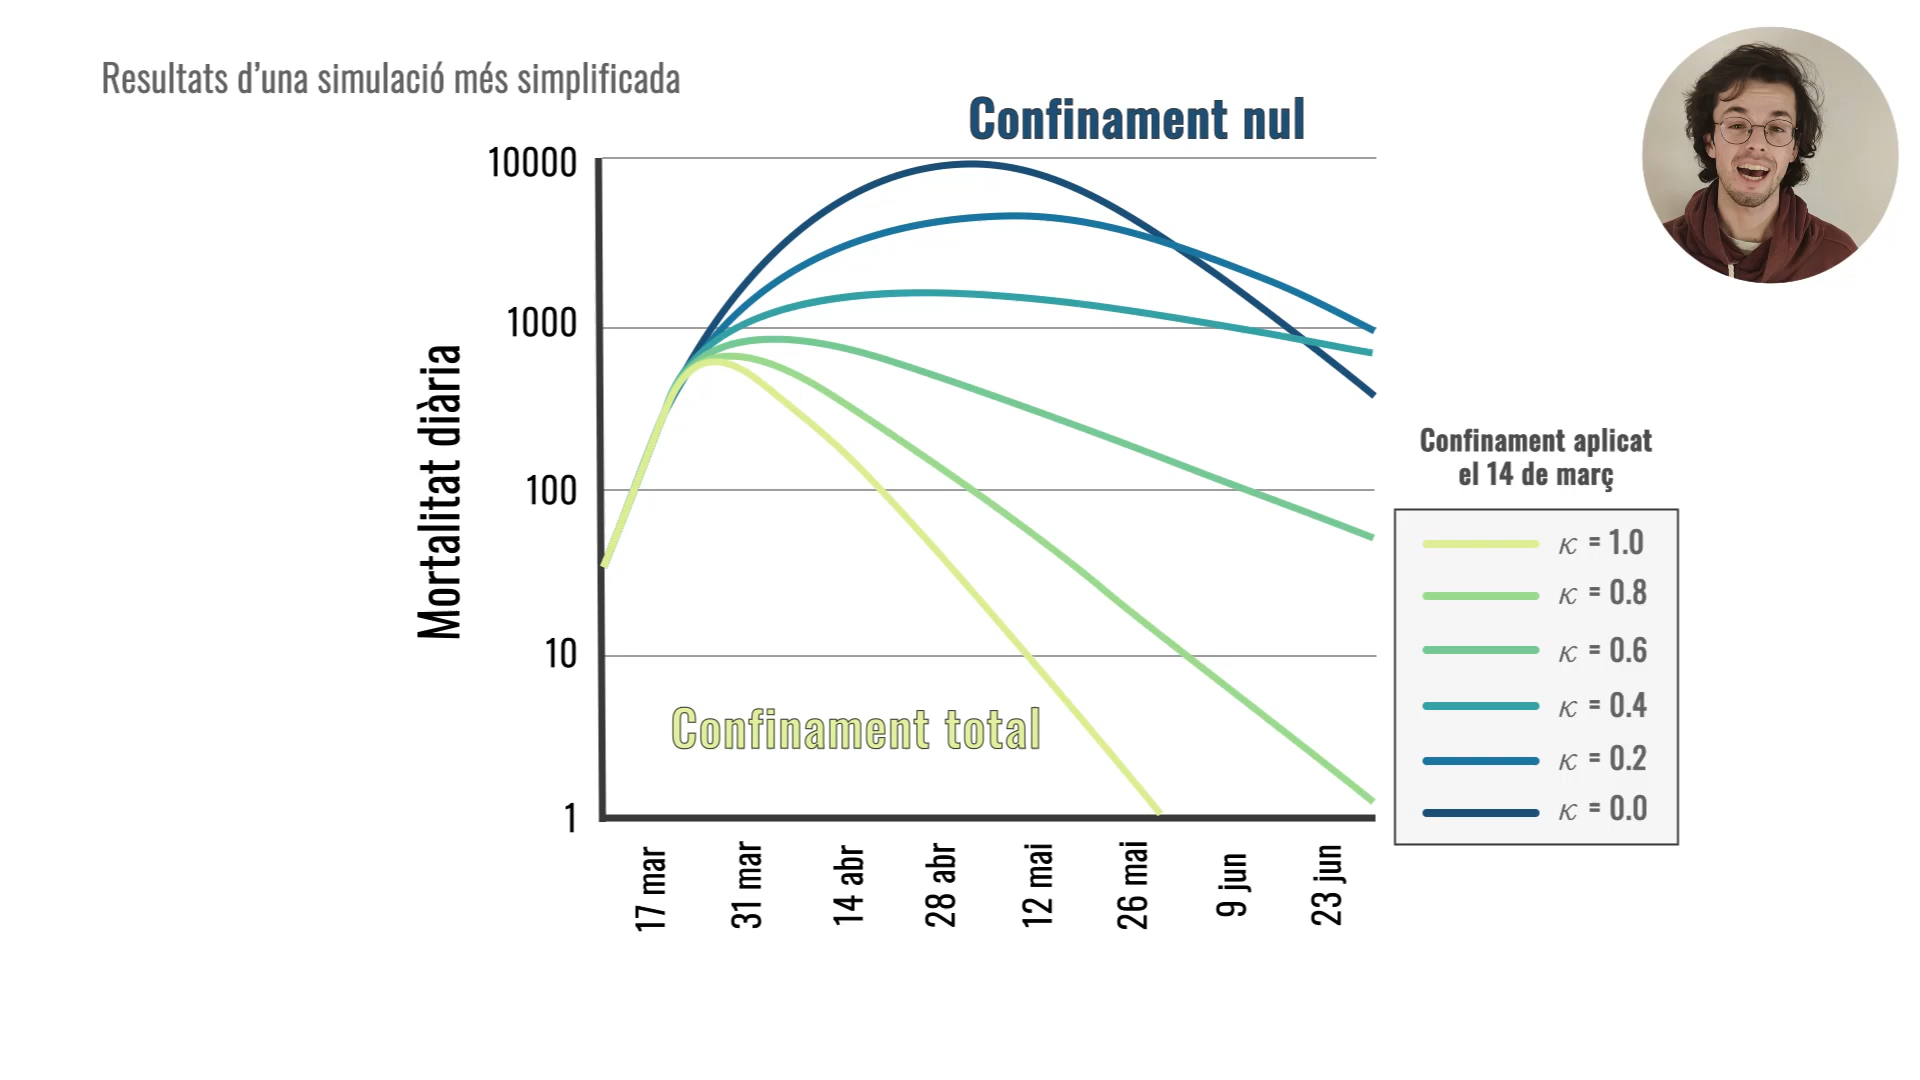 Resultats d'una simulació més simplificada
Confinament nul
10000
1000
100
10
1
Mortalitat diària
Confinament total
17 mar
31 mar
14 abr
28 abr
12 mai
26 mai
9 jun
23 jun
Confinament aplicat
el 14 de març
κ = 1.0
κ = 0.8
κ = 0.6
κ = 0.4
κ = 0.2
κ = 0.0